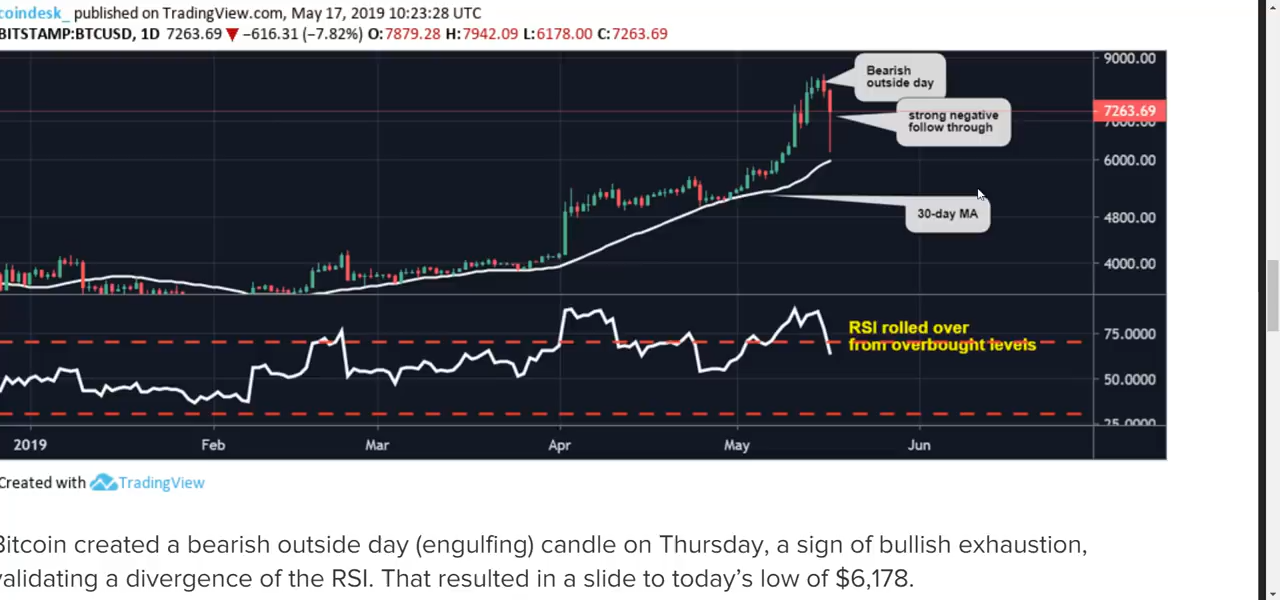 coindesk_ published on TradingView.com, May 17, 2019 10:23:28 UTC
BITSTAMP:BTCUSD, 1D 7263.69 ▼ −616.31 (−7.82%) O:7879.28 H:7942.09 L:6178.00 C:7263.69
9000.00
Bearish
outside day
7263.69
strong negative
follow through
7000.00
6000.00
30-day MA
4800.00
4000.00
RSI rolled over
from overbought levels
75.0000
50.0000
25.0000
2019 Feb Mar Apr May Jun
Created with TradingView
Bitcoin created a bearish outside day (engulfing) candle on Thursday, a sign of bullish exhaustion,
validating a divergence of the RSI. That resulted in a slide to today's low of $6,178.